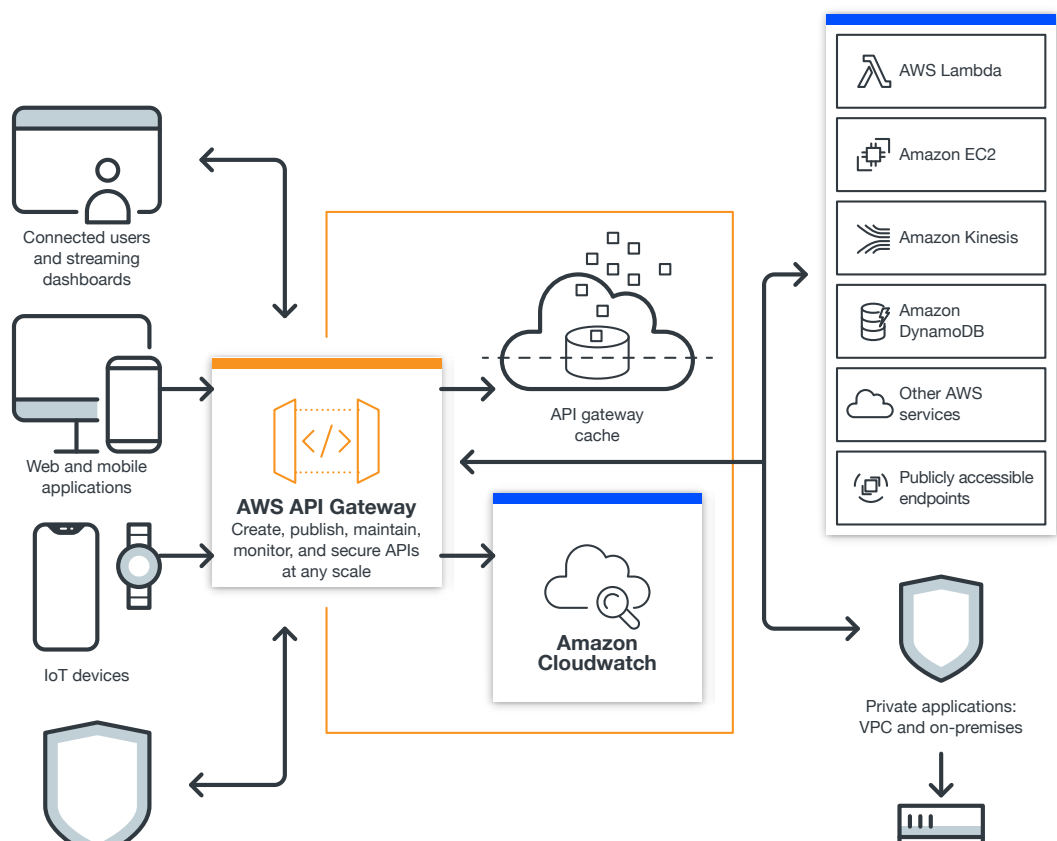 Connected users
and streaming
dashboards
Web and mobile
applications
IoT devices
AWS API Gateway
Create, publish, maintain,
monitor, and secure APIs
at any scale
API gateway
cache
Amazon
Cloudwatch
AWS Lambda
Amazon EC2
Amazon Kinesis
Amazon
DynamoDB
Other AWS
services
Publicly accessible
endpoints
Private applications:
VPC and on-premises